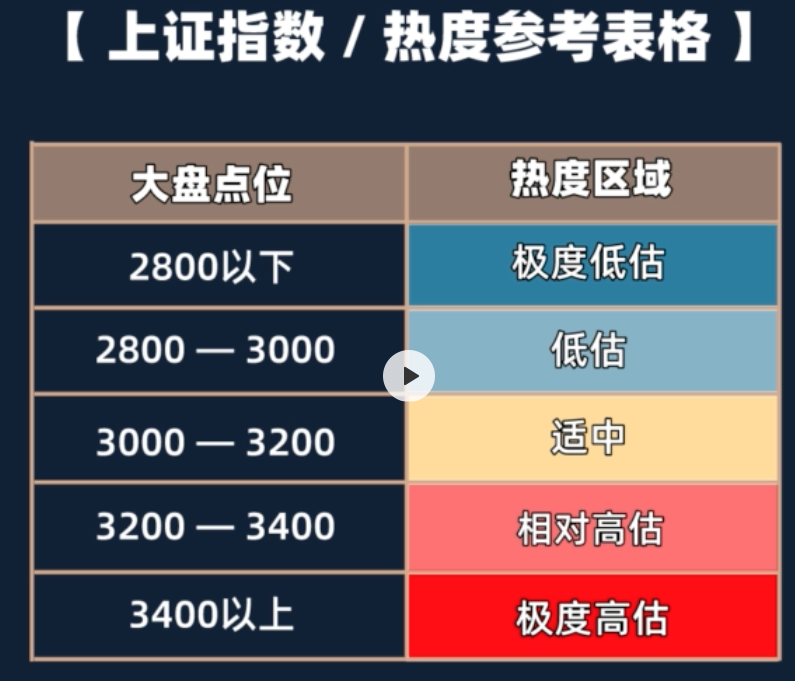 【 上证指数 / 热度参考表格 】
大盘点位 热度区域
2800以下 极度低估
2800 — 3000 低估
3000 — 3200 适中
3200 — 3400 相对高估
3400以上 极度高估